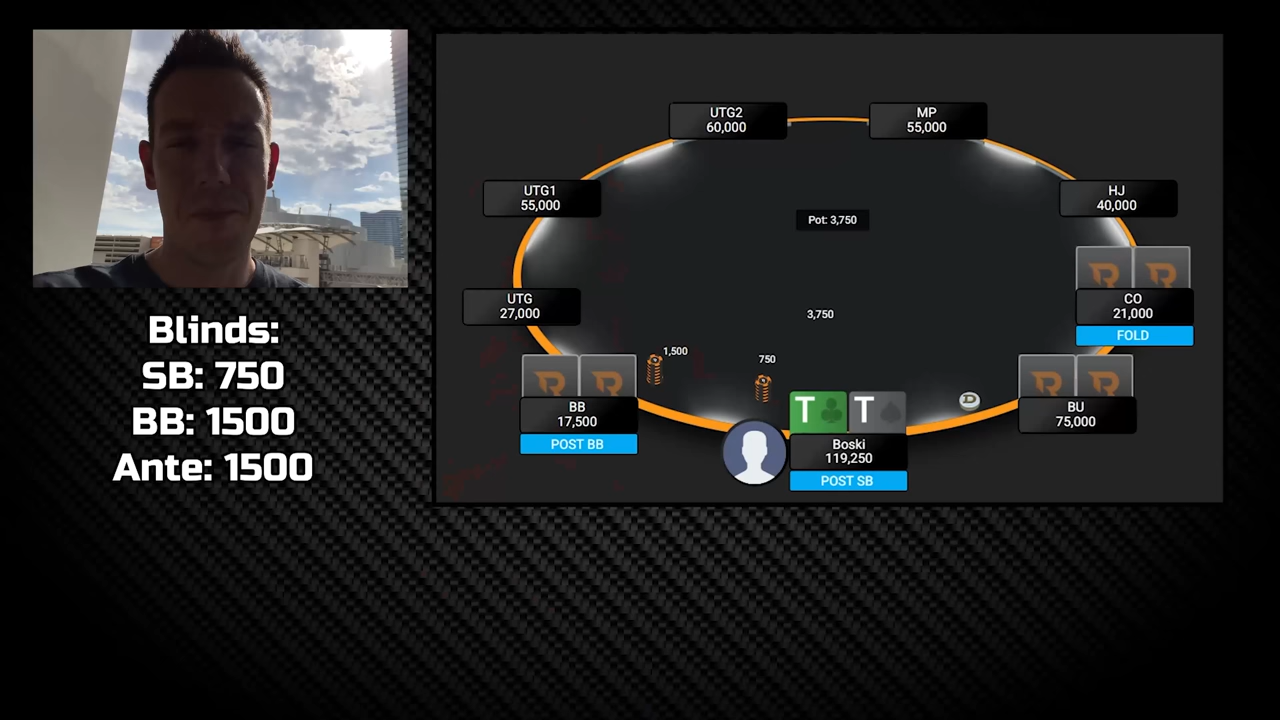 Blinds:
SB: 750
BB: 1500
Ante: 1500
UTG2
60,000
MP
55,000
UTG1
55,000
HJ
40,000
Pot: 3,750
UTG
27,000
CO
21,000
FOLD
3,750
1,500
750
BB
17,500
POST BB
T
T
Boski
119,250
POST SB
D
BU
75,000